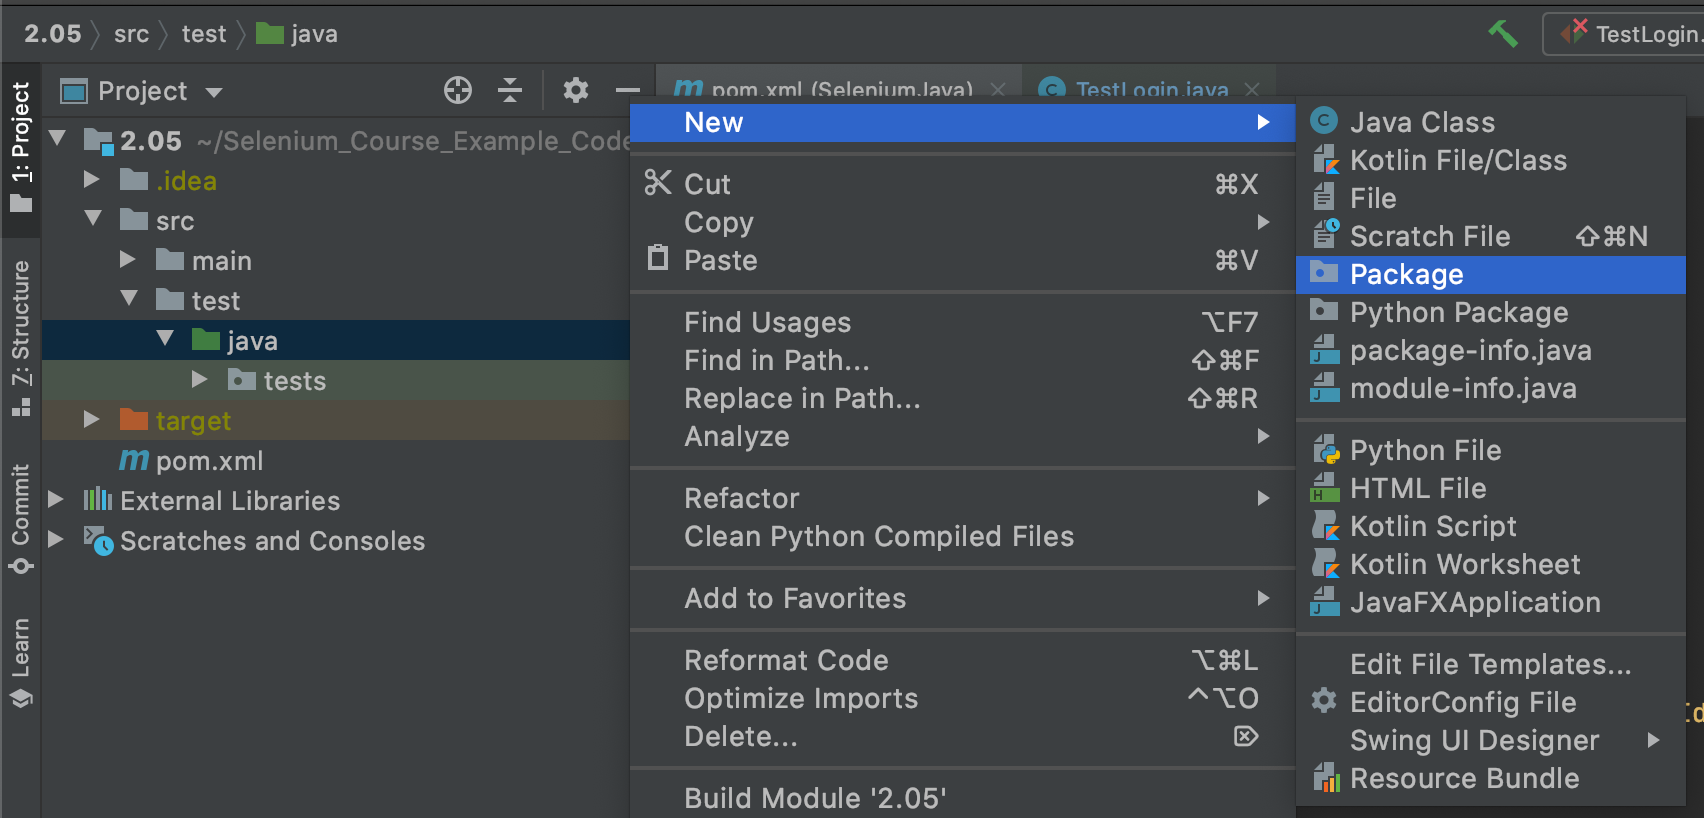 2.05 src test java
TestLogin.
Project
pom.xml (SeleniumJava)
TestLogin.java
1: Project
Z: Structure
Commit
Learn
2.05 ~/Selenium_Course_Example_Code
.idea
src
main
test
java
tests
target
pom.xml
External Libraries
Scratches and Consoles
New
Cut ⌘X
Copy
Paste ⌘V
Find Usages ⌥F7
Find in Path... ⇧⌘F
Replace in Path... ⇧⌘R
Analyze
Refactor
Clean Python Compiled Files
Add to Favorites
Reformat Code ⌥⌘L
Optimize Imports ^⌥O
Delete... ⌦
Build Module '2.05'
Java Class
Kotlin File/Class
File
Scratch File ⇧⌘N
Package
Python Package
package-info.java
module-info.java
Python File
HTML File
Kotlin Script
Kotlin Worksheet
JavaFXApplication
Edit File Templates...
EditorConfig File
Swing UI Designer
Resource Bundle